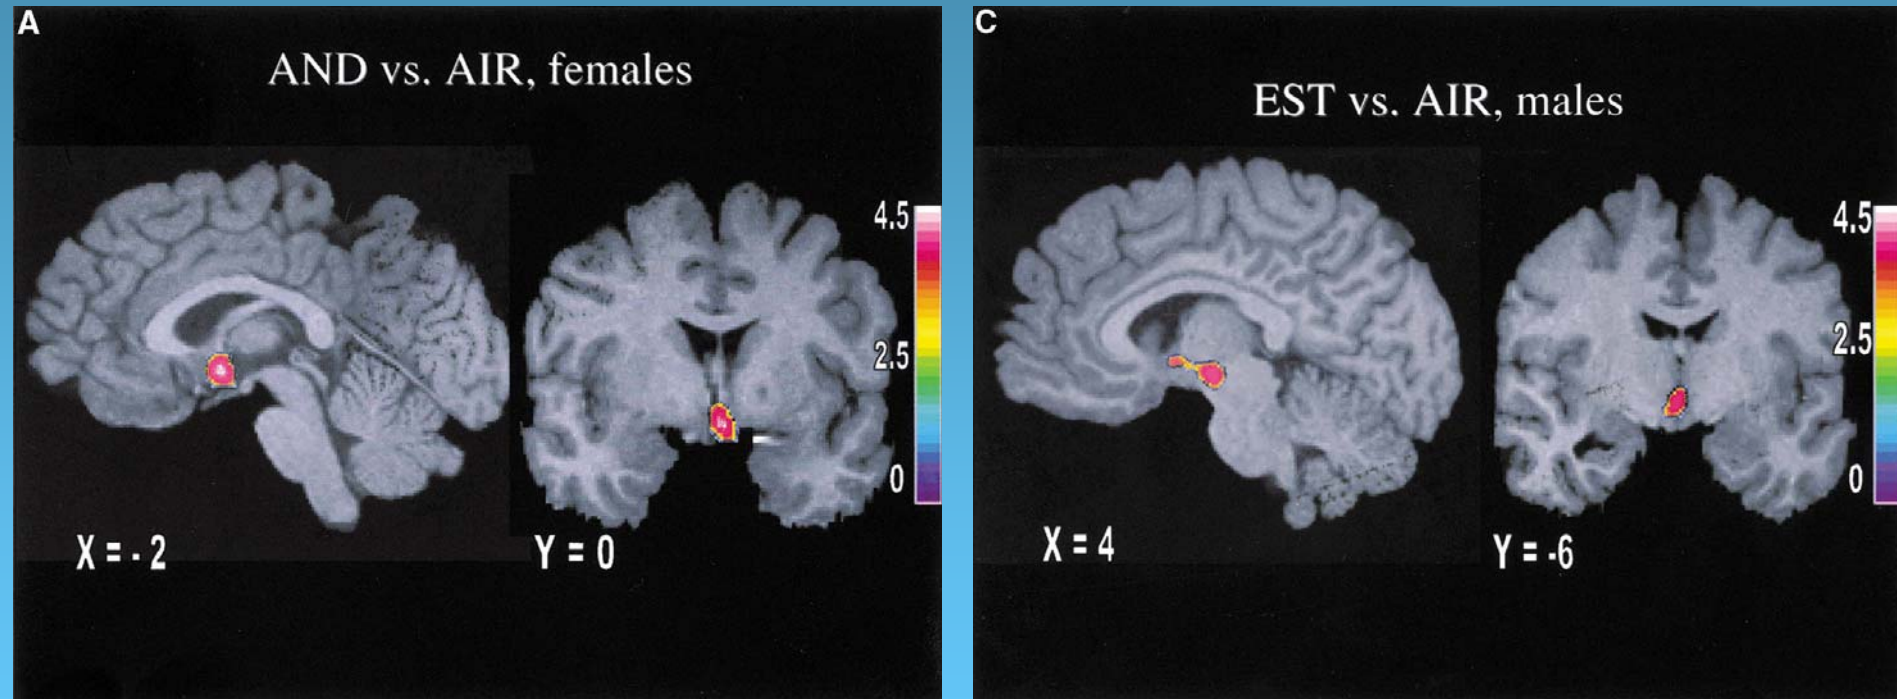 A
AND vs. AIR, females
4.5
2.5
0
X = - 2
Y = 0
C
EST vs. AIR, males
4.5
2.5
0
X = 4
Y = -6